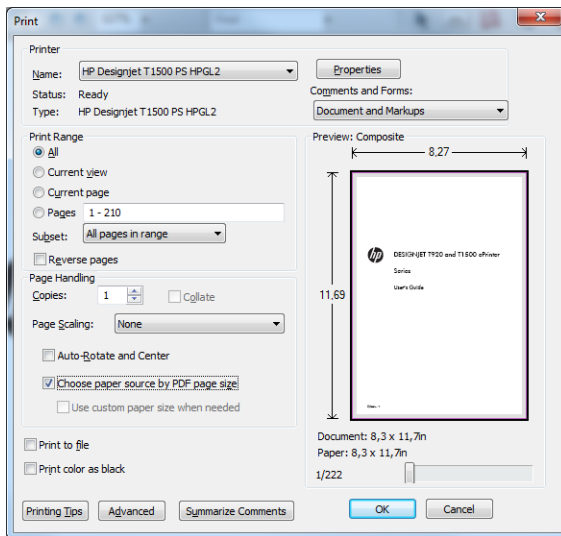 Print
Printer
Name: HP Designjet T1500 PS HPGL2 Properties
Status: Ready Comments and Forms:
Type: HP Designjet T1500 PS HPGL2 Document and Markups
Print Range
All
Current view
Current page
Pages 1 - 210
Subset: All pages in range
Reverse pages
Page Handling
Copies: 1 Collate
Page Scaling: None
Auto-Rotate and Center
Choose paper source by PDF page size
Use custom paper size when needed
Print to file
Print color as black
Preview: Composite
8,27
11,69
hp DESIGNJET T920 and T1500 ePrinter
Series
User's Guide
Document: 8,3 x 11,7in
Paper: 8,3 x 11,7in
1/222
Printing Tips Advanced Summarize Comments OK Cancel